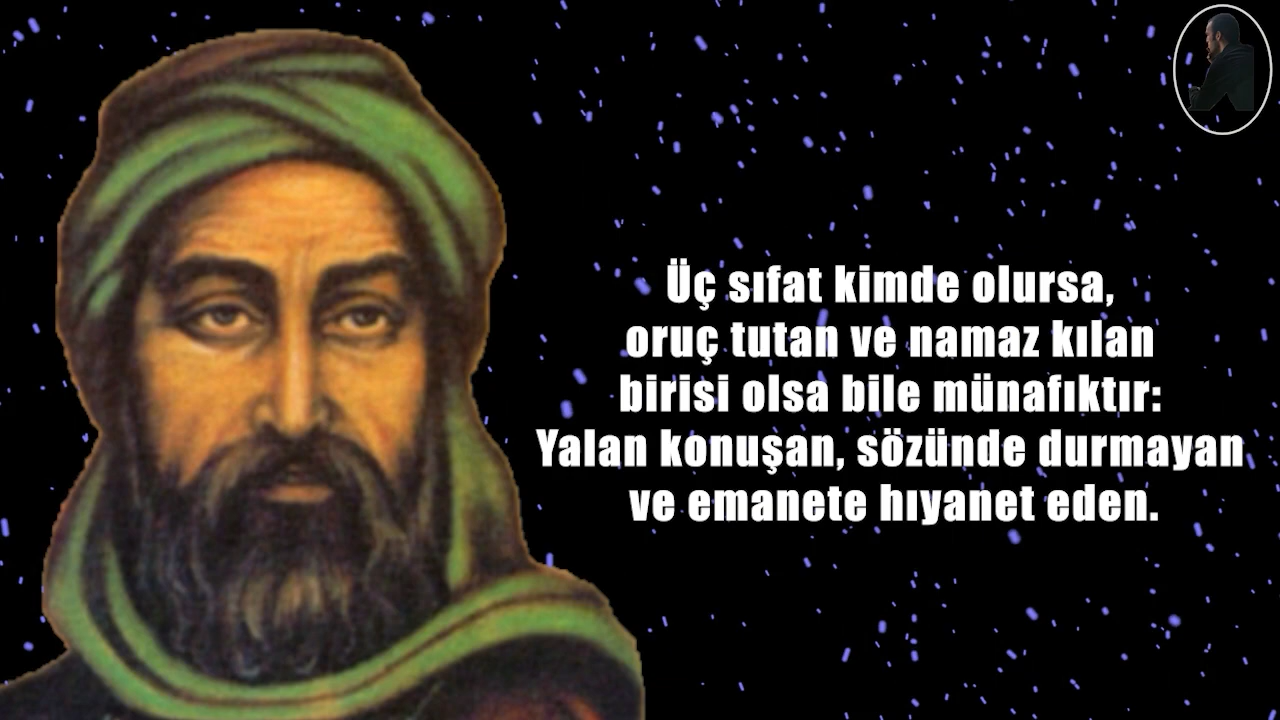 Üç sıfat kimde olursa,
oruç tutan ve namaz kılan
birisi olsa bile münafıktır:
Yalan konuşan, sözünde durmayan
ve emanete hıyanet eden.